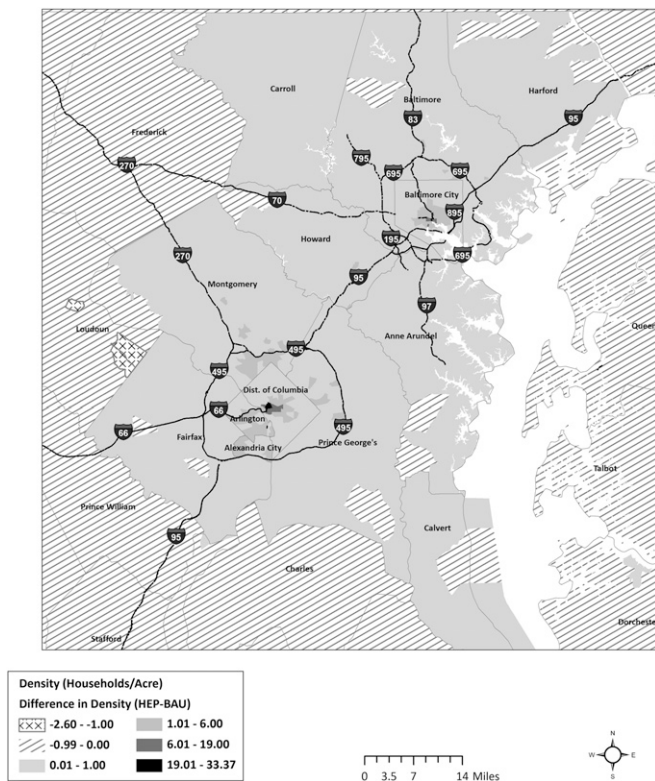 Carroll
Baltimore
Harford
83
95
Frederick
270
795
695
695
70
Baltimore City
895
Howard
195
270
95
695
Montgomery
97
Loudoun
Queen
Anne Arundel
495
495
Dist. of Columbia
66
Arlington
66
Fairfax
Alexandria City
Prince George's
495
Talbot
Prince William
Calvert
95
Charles
Stafford
Dorchester
Density (Households/Acre)
Difference in Density (HEP-BAU)
-2.60 - -1.00
1.01 - 6.00
-0.99 - 0.00
6.01 - 19.00
0.01 - 1.00
19.01 - 33.37
0 3.5 7 14 Miles
N
W E
S